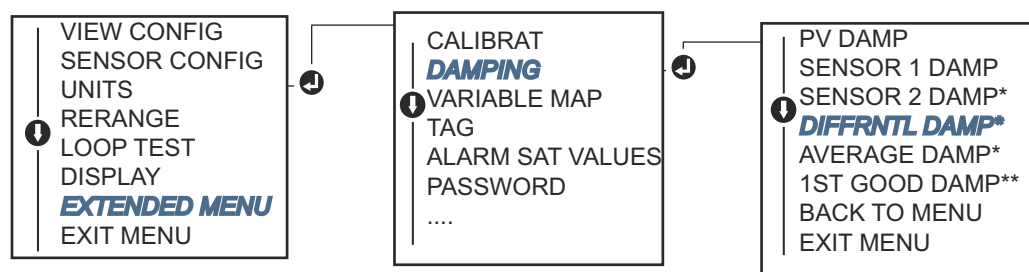 VIEW CONFIG
SENSOR CONFIG
UNITS
RERANGE
LOOP TEST
DISPLAY
EXTENDED MENU
EXIT MENU
CALIBRAT
DAMPING
VARIABLE MAP
TAG
ALARM SAT VALUES
PASSWORD
....
PV DAMP
SENSOR 1 DAMP
SENSOR 2 DAMP*
DIFFRNTL DAMP*
AVERAGE DAMP*
1ST GOOD DAMP**
BACK TO MENU
EXIT MENU